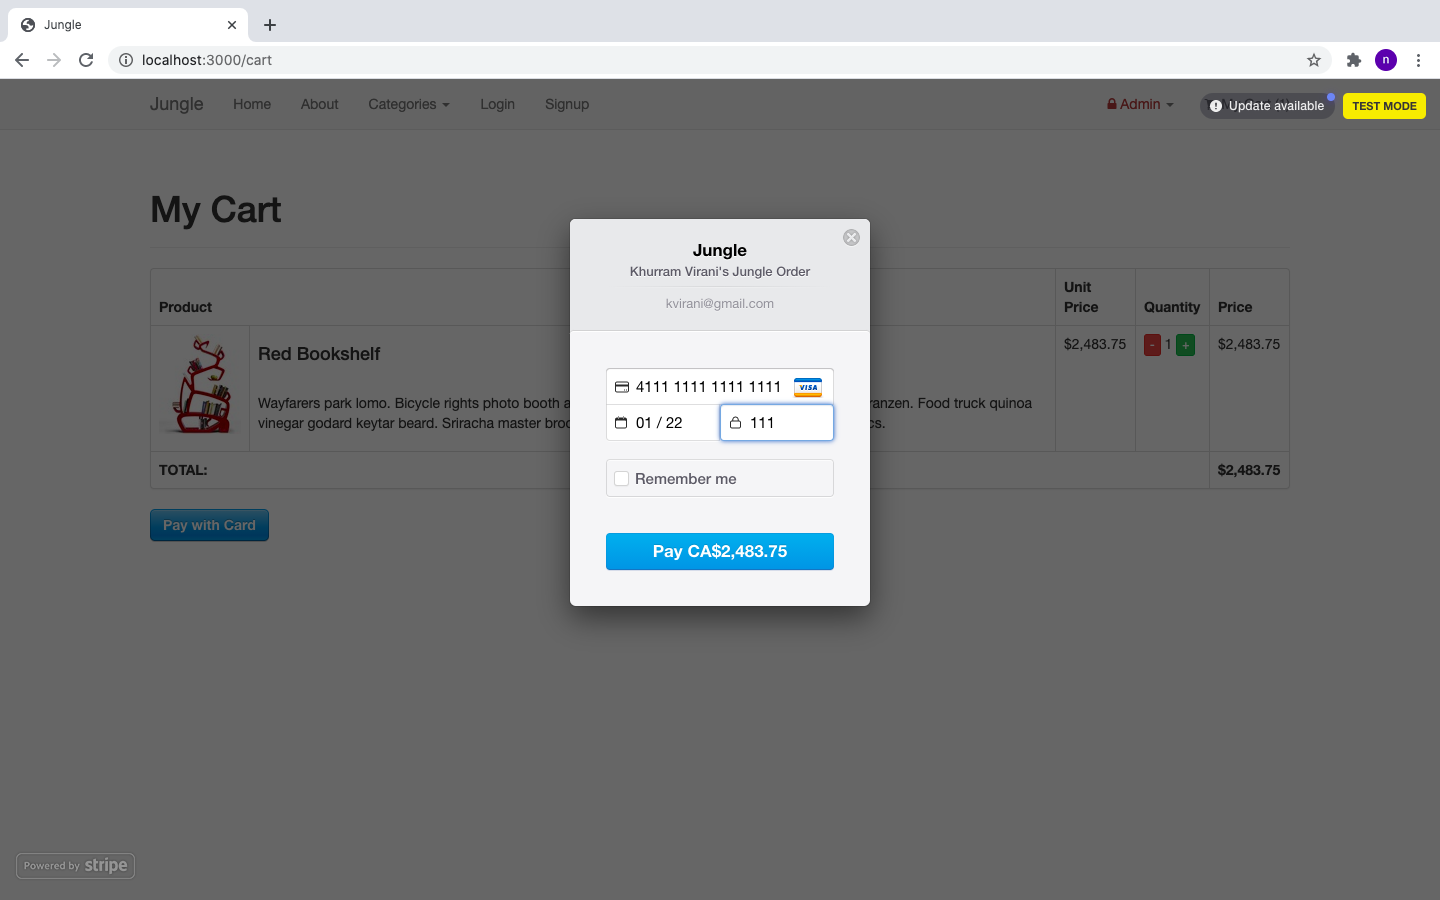 Jungle
localhost:3000/cart
n
Jungle Home About Categories Login Signup Admin Update available TEST MODE
My Cart
Product Unit Price Quantity Price
Red Bookshelf
$2,483.75 - 1 + $2,483.75
Wayfarers park lomo. Bicycle rights photo booth a
ranzen. Food truck quinoa
vinegar godard keytar beard. Sriracha master
cs.
TOTAL: $2,483.75
Pay with Card
Jungle
Khurram Virani's Jungle Order
kvirani@gmail.com
4111 1111 1111 1111 VISA
01 / 22 111
Remember me
Pay CA$2,483.75
Powered by stripe